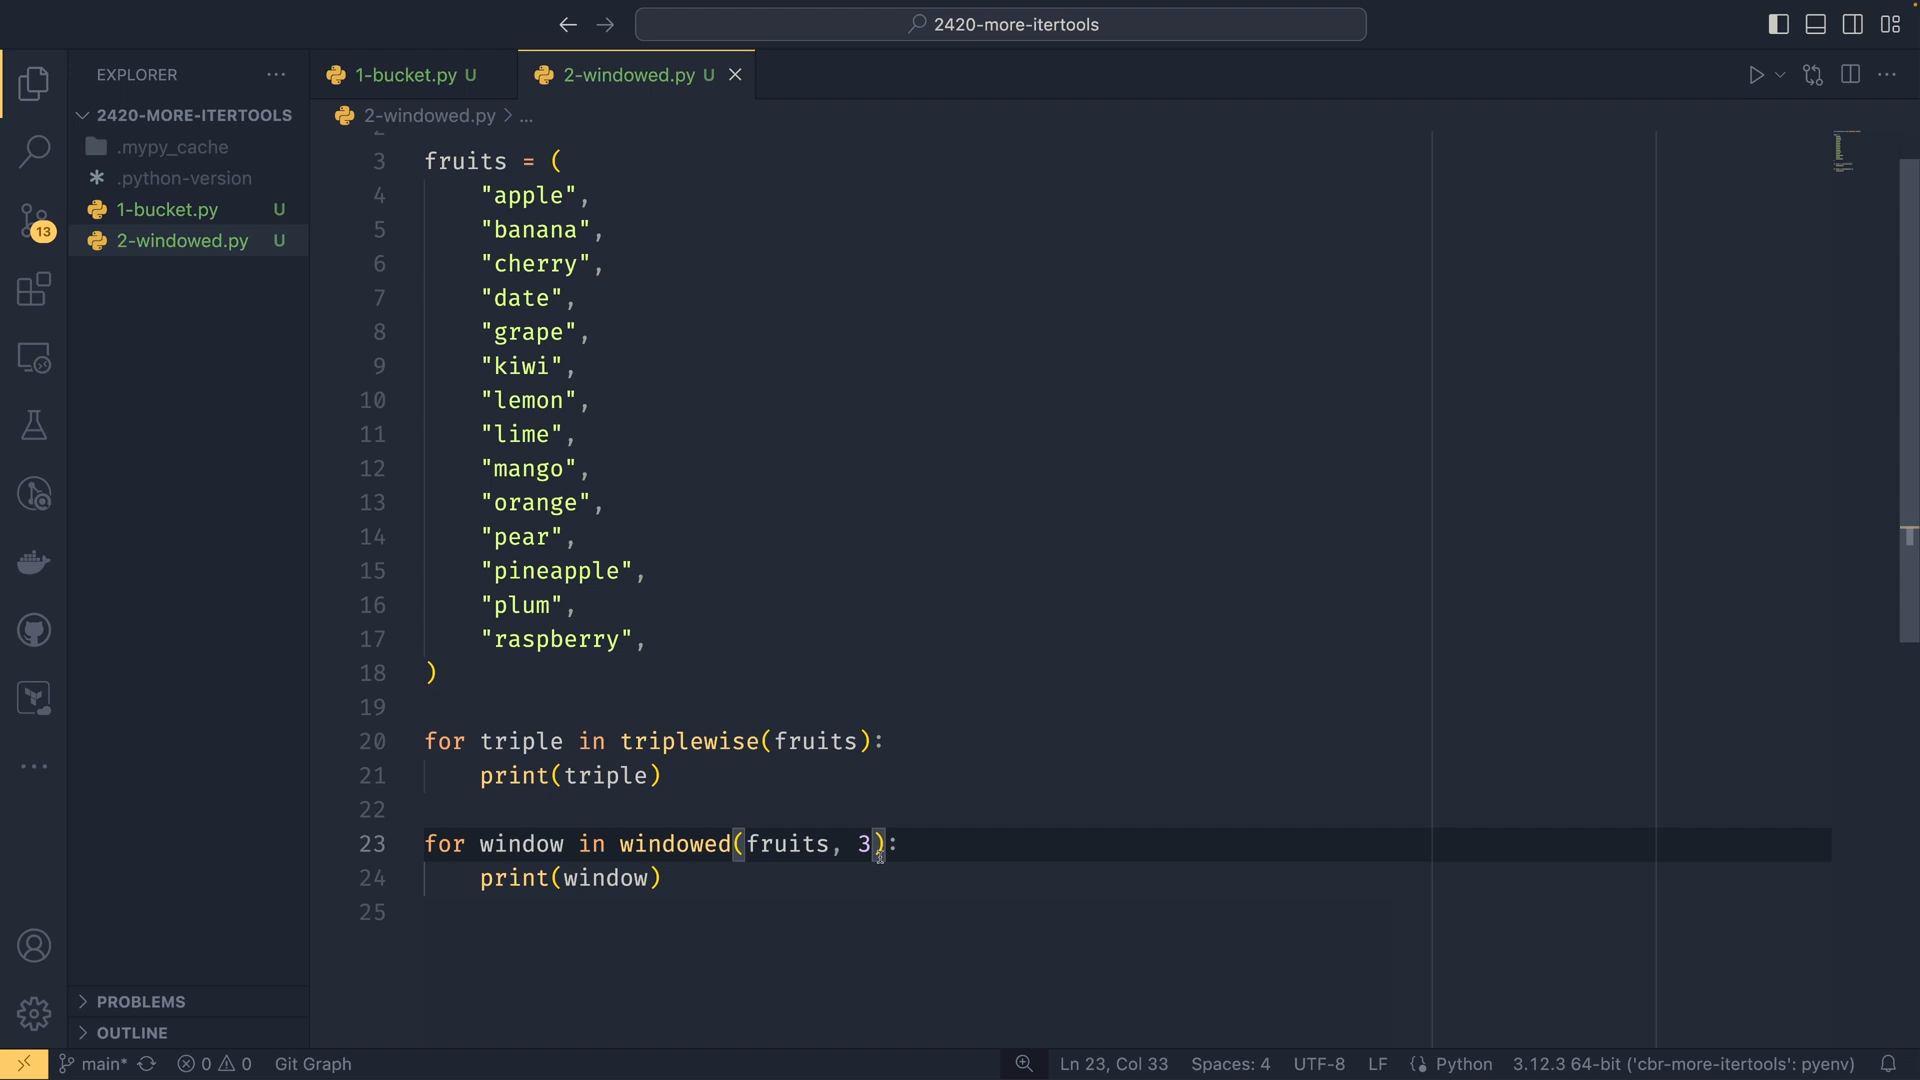 2420-more-itertools
EXPLORER
1-bucket.py U
2-windowed.py U
2420-MORE-ITERTOOLS
.mypy_cache
.python-version
1-bucket.py U
2-windowed.py U
13
2-windowed.py > ...
2
3 fruits = (
4 "apple",
5 "banana",
6 "cherry",
7 "date",
8 "grape",
9 "kiwi",
10 "lemon",
11 "lime",
12 "mango",
13 "orange",
14 "pear",
15 "pineapple",
16 "plum",
17 "raspberry",
18 )
19
20 for triple in triplewise(fruits):
21 print(triple)
22
23 for window in windowed(fruits, 3):
24 print(window)
25
PROBLEMS
OUTLINE
main* 0 0 Git Graph Ln 23, Col 33 Spaces: 4 UTF-8 LF Python 3.12.3 64-bit ('cbr-more-itertools': pyenv)